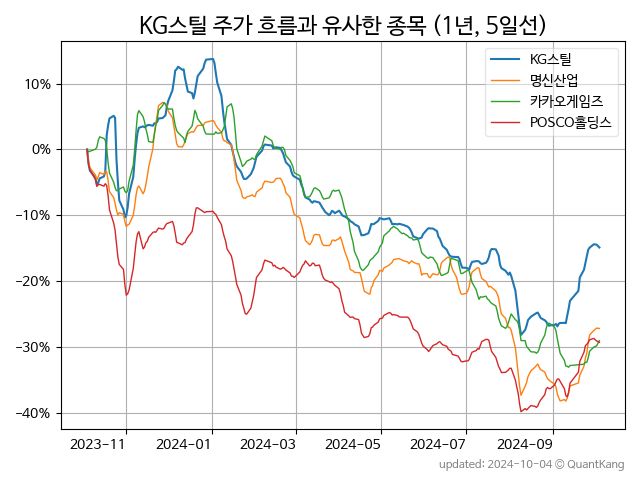 KG스틸 주가 흐름과 유사한 종목 (1년, 5일선)
KG스틸
명신산업
카카오게임즈
POSCO홀딩스
10%
0%
−10%
−20%
−30%
−40%
2023-11
2024-01
2024-03
2024-05
2024-07
2024-09
updated: 2024-10-04 © QuantKang